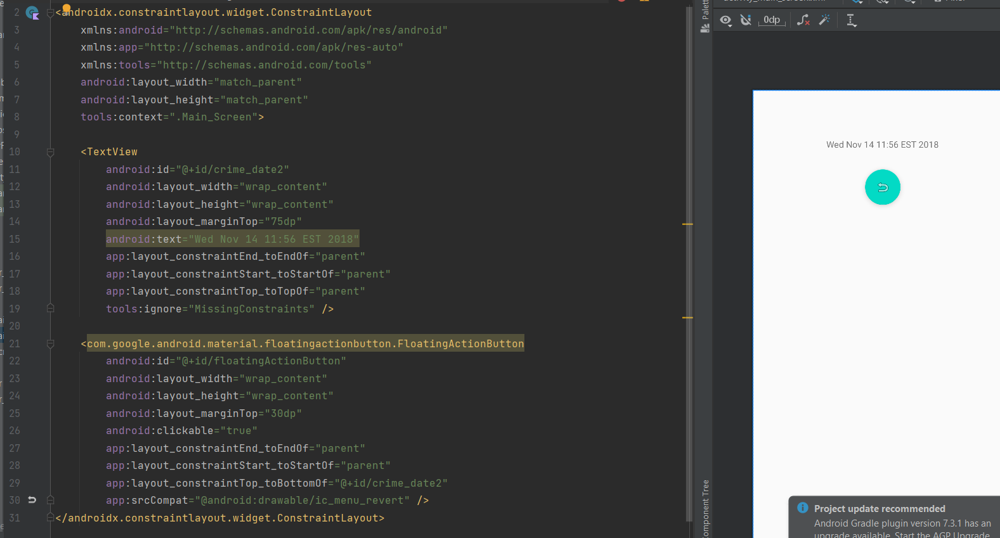 2 <androidx.constraintlayout.widget.ConstraintLayout
3 xmlns:android="http://schemas.android.com/apk/res/android"
4 xmlns:app="http://schemas.android.com/apk/res-auto"
5 xmlns:tools="http://schemas.android.com/tools"
6 android:layout_width="match_parent"
7 android:layout_height="match_parent"
8 tools:context=".Main_Screen">
9
10 <TextView
11 android:id="@+id/crime_date2"
12 android:layout_width="wrap_content"
13 android:layout_height="wrap_content"
14 android:layout_marginTop="75dp"
15 android:text="Wed Nov 14 11:56 EST 2018"
16 app:layout_constraintEnd_toEndOf="parent"
17 app:layout_constraintStart_toStartOf="parent"
18 app:layout_constraintTop_toTopOf="parent"
19 tools:ignore="MissingConstraints" />
20
21 <com.google.android.material.floatingactionbutton.FloatingActionButton
22 android:id="@+id/floatingActionButton"
23 android:layout_width="wrap_content"
24 android:layout_height="wrap_content"
25 android:layout_marginTop="30dp"
26 android:clickable="true"
27 app:layout_constraintEnd_toEndOf="parent"
28 app:layout_constraintStart_toStartOf="parent"
29 app:layout_constraintTop_toBottomOf="@+id/crime_date2"
30 app:srcCompat="@android:drawable/ic_menu_revert" />
31 </androidx.constraintlayout.widget.ConstraintLayout>
0dp
Wed Nov 14 11:56 EST 2018
Component Tree
Project update recommended
Android Gradle plugin version 7.3.1 has an
upgrade available. Start the AGP Upgrade